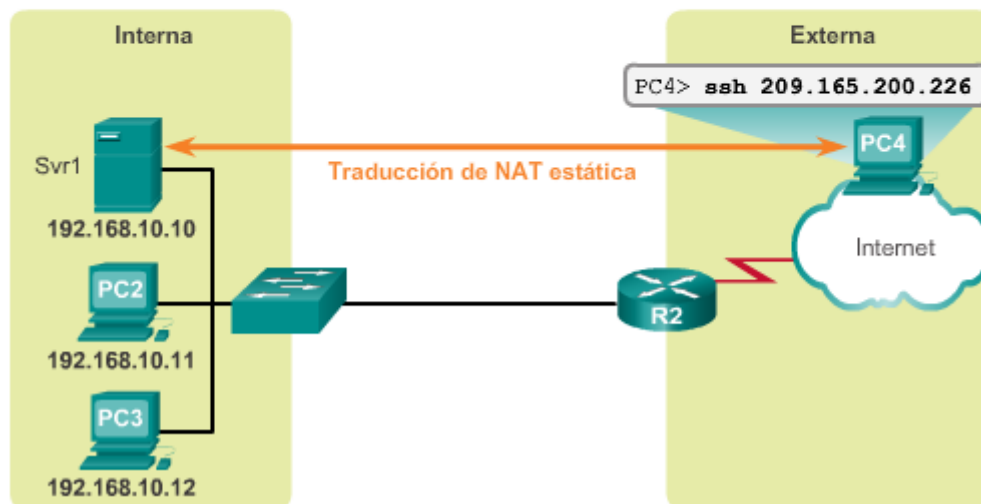 Interna
Externa
PC4> ssh 209.165.200.226
PC4
Svr1
Traducción de NAT estática
192.168.10.10
Internet
PC2
R2
192.168.10.11
PC3
192.168.10.12